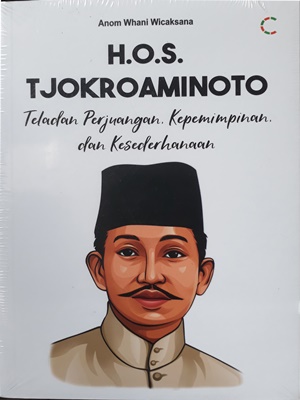 Anom Whani Wicaksana
H.O.S.
TJOKROAMINOTO
Teladan Perjuangan, Kepemimpinan,
dan Kesederhanaan